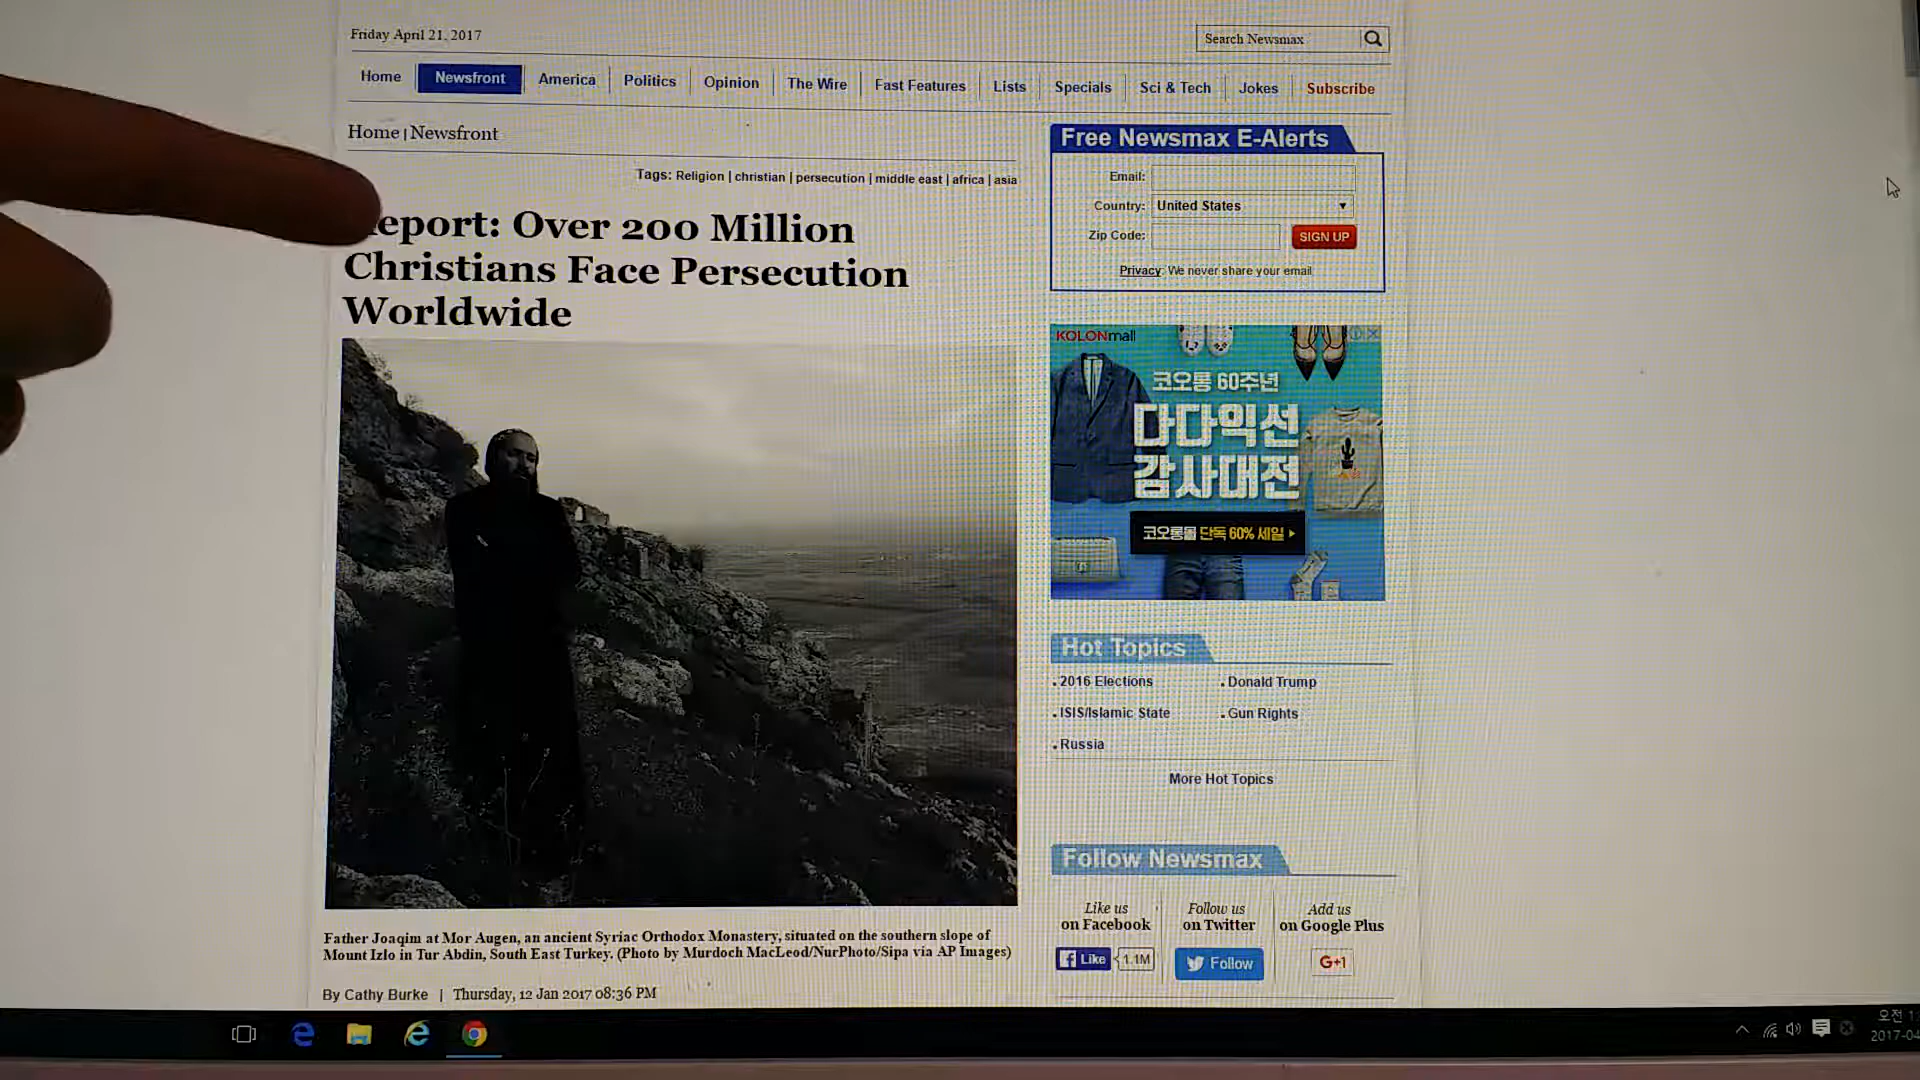 Friday April 21, 2017
Search Newsmax
Home Newsfront America Politics Opinion The Wire Fast Features Lists Specials Sci & Tech Jokes Subscribe
Home | Newsfront
Tags: Religion | christian | persecution | middle east | africa | asia
eport: Over 200 Million
Christians Face Persecution
Worldwide
Father Joaqim at Mor Augen, an ancient Syriac Orthodox Monastery, situated on the southern slope of
Mount Izlo in Tur Abdin, South East Turkey. (Photo by Murdoch MacLeod/NurPhoto/Sipa via AP Images)
By Cathy Burke | Thursday, 12 Jan 2017 08:36 PM
Free Newsmax E-Alerts
Email:
Country: United States
Zip Code: SIGN UP
Privacy: We never share your email
KOLONmall
코오롱 60주년
다다익선
감사대전
코오롱몰 단독 60% 세일
Hot Topics
2016 Elections
Donald Trump
ISIS/Islamic State
Gun Rights
Russia
More Hot Topics
Follow Newsmax
Like us
on Facebook
Like 1.1M
Follow us
on Twitter
Follow
Add us
on Google Plus
G+1
오전 1:
2017-04